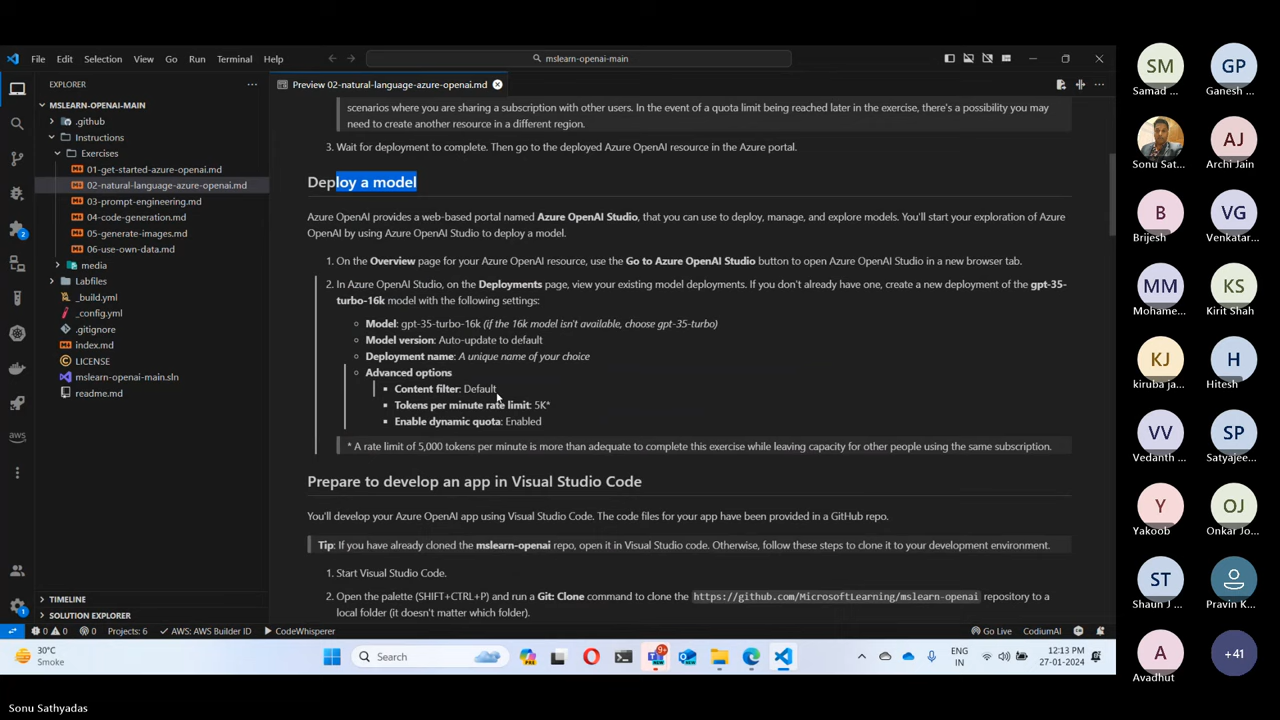 File Edit Selection View Go Run Terminal Help
mslearn-openai-main
EXPLORER
MSLEARN-OPENAI-MAIN
.github
Instructions
Exercises
01-get-started-azure-openai.md
02-natural-language-azure-openai.md
03-prompt-engineering.md
04-code-generation.md
05-generate-images.md
06-use-own-data.md
media
Labfiles
_build.yml
_config.yml
.gitignore
index.md
LICENSE
mslearn-openai-main.sln
readme.md
TIMELINE
SOLUTION EXPLORER
2
1
aws
Preview 02-natural-language-azure-openai.md
scenarios where you are sharing a subscription with other users. In the event of a quota limit being reached later in the exercise, there's a possibility you may
need to create another resource in a different region.
3. Wait for deployment to complete. Then go to the deployed Azure OpenAI resource in the Azure portal.
Deploy a model
Azure OpenAI provides a web-based portal named Azure OpenAI Studio, that you can use to deploy, manage, and explore models. You'll start your exploration of Azure
OpenAI by using Azure OpenAI Studio to deploy a model.
1. On the Overview page for your Azure OpenAI resource, use the Go to Azure OpenAI Studio button to open Azure OpenAI Studio in a new browser tab.
2. In Azure OpenAI Studio, on the Deployments page, view your existing model deployments. If you don't already have one, create a new deployment of the gpt-35-
turbo-16k model with the following settings:
Model: gpt-35-turbo-16k (if the 16k model isn't available, choose gpt-35-turbo)
Model version: Auto-update to default
Deployment name: A unique name of your choice
Advanced options
Content filter: Default
Tokens per minute rate limit: 5K*
Enable dynamic quota: Enabled
* A rate limit of 5,000 tokens per minute is more than adequate to complete this exercise while leaving capacity for other people using the same subscription.
Prepare to develop an app in Visual Studio Code
You'll develop your Azure OpenAI app using Visual Studio Code. The code files for your app have been provided in a GitHub repo.
Tip: If you have already cloned the mslearn-openai repo, open it in Visual Studio code. Otherwise, follow these steps to clone it to your development environment.
1. Start Visual Studio Code.
2. Open the palette (SHIFT+CTRL+P) and run a Git: Clone command to clone the https://github.com/MicrosoftLearning/mslearn-openai repository to a
local folder (it doesn't matter which folder).
0 0 0 Projects: 6 AWS: AWS Builder ID CodeWhisperer Go Live CodiumAI
30°C
Smoke
Search
9+
NEW
ENG
IN
12:13 PM
27-01-2024
Sonu Sathyadas
SM GP
Samad ... Ganesh ...
AJ
Sonu Sat... Archi Jain
B VG
Brijesh Venkatar...
MM KS
Mohame... Kirit Shah
KJ H
kiruba ja... Hitesh
VV SP
Vedanth ... Satyajee...
Y OJ
Yakoob Onkar Jo...
ST
Shaun J ... Pravin K...
A +41
Avadhut